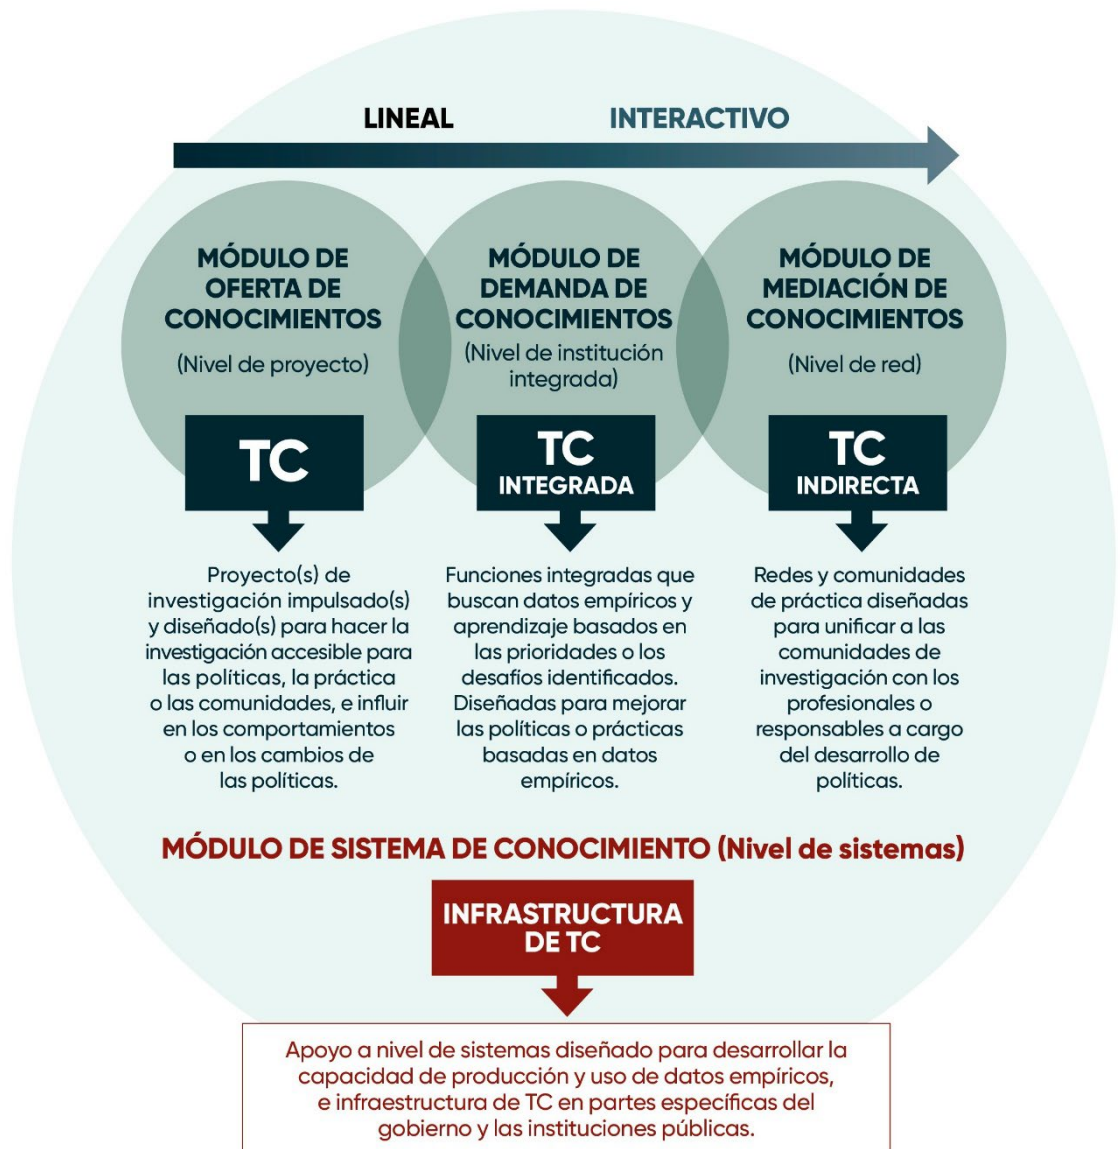 LINEAL
INTERACTIVO
MÓDULO DE
OFERTA DE
CONOCIMIENTOS
(Nivel de proyecto)
TC
Proyecto(s) de
investigación impulsado(s)
y diseñado(s) para hacer la
investigación accesible para
las políticas, la práctica
o las comunidades, e influir
en los comportamientos
o en los cambios de
las políticas.
MÓDULO DE
DEMANDA DE
CONOCIMIENTOS
(Nivel de institución
integrada)
TC
INTEGRADA
Funciones integradas que
buscan datos empíricos y
aprendizaje basados en
las prioridades o los
desafíos identificados.
Diseñadas para mejorar
las políticas o prácticas
basadas en datos
empíricos.
MÓDULO DE
MEDIACIÓN DE
CONOCIMIENTOS
(Nivel de red)
TC
INDIRECTA
Redes y comunidades
de práctica diseñadas
para unificar a las
comunidades de
investigación con los
profesionales o
responsables a cargo
del desarrollo de
políticas.
MÓDULO DE SISTEMA DE CONOCIMIENTO (Nivel de sistemas)
INFRASTRUCTURA
DE TC
Apoyo a nivel de sistemas diseñado para desarrollar la
capacidad de producción y uso de datos empíricos,
e infraestructura de TC en partes específicas del
gobierno y las instituciones públicas.